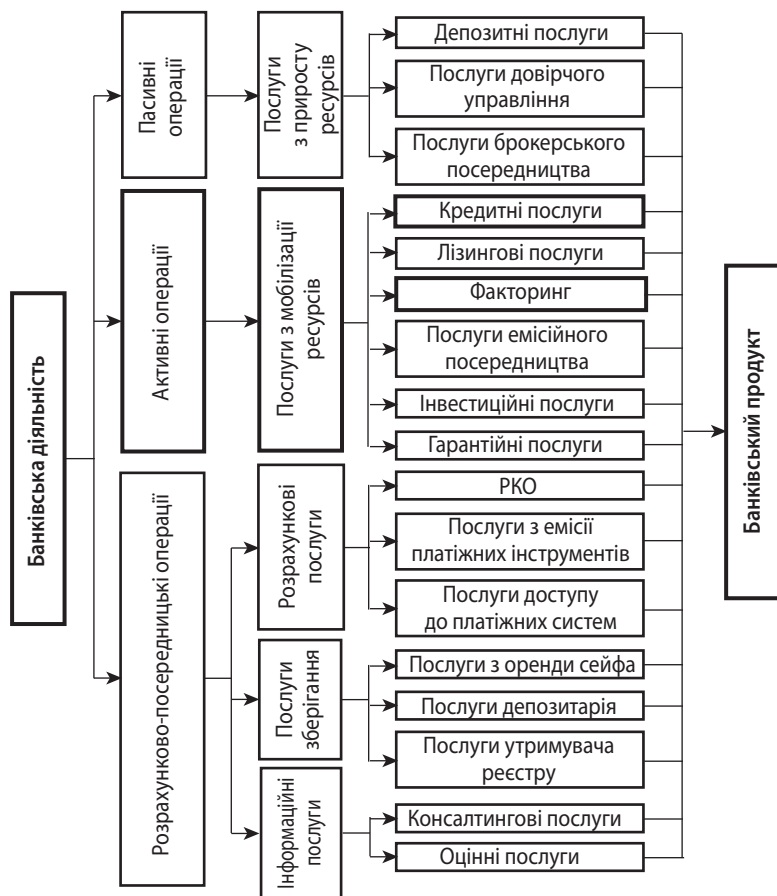 Банківська діяльність
Пасивні
операції
Активні операції
Розрахунково-посередницькі операції
Послуги
з приросту
ресурсів
Послуги з мобілізації
ресурсів
Розрахункові
послуги
Послуги
зберігання
Інформаційні
послуги
Депозитні послуги
Послуги довірчого
управління
Послуги брокерського
посередництва
Кредитні послуги
Лізингові послуги
Факторинг
Послуги емісійного
посередництва
Інвестиційні послуги
Гарантійні послуги
РКО
Послуги з емісії
платіжних інструментів
Послуги доступу
до платіжних систем
Послуги з оренди сейфа
Послуги депозитарія
Послуги утримувача
реєстру
Консалтингові послуги
Оцінні послуги
Банківський продукт